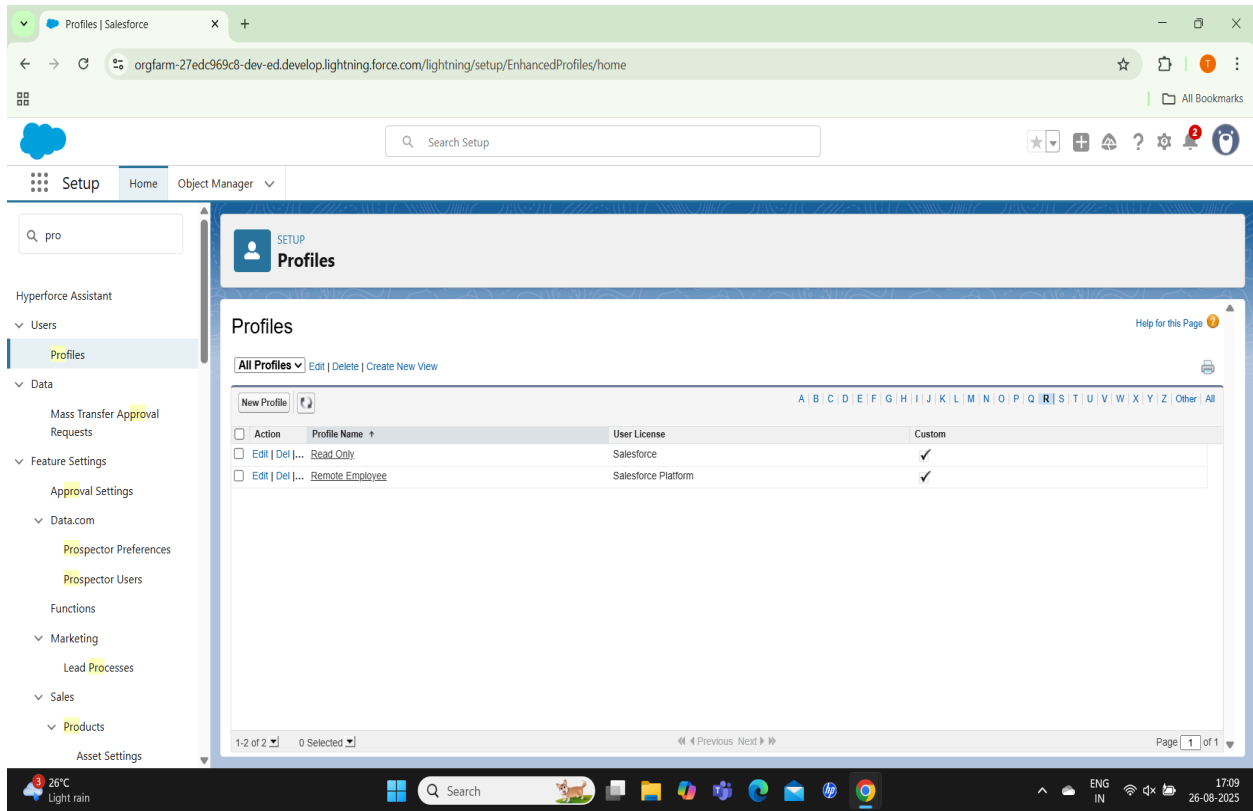 Profiles | Salesforce
orgfarm-27edc969c8-dev-ed.develop.lightning.force.com/lightning/setup/EnhancedProfiles/home
T
All Bookmarks
Search Setup
2
Setup Home Object Manager
pro
SETUP
Profiles
Hyperforce Assistant
Users
Profiles
Data
Mass Transfer Approval
Requests
Feature Settings
Approval Settings
Data.com
Prospector Preferences
Prospector Users
Functions
Marketing
Lead Processes
Sales
Products
Asset Settings
Profiles
Help for this Page ?
All Profiles Edit | Delete | Create New View
New Profile
A | B | C | D | E | F | G | H | I | J | K | L | M | N | O | P | Q | R | S | T | U | V | W | X | Y | Z | Other | All
Action Profile Name ↑ User License Custom
Edit | Del |... Read Only Salesforce ✓
Edit | Del |... Remote Employee Salesforce Platform ✓
1-2 of 2 0 Selected Previous Next Page 1 of 1
3
26°C
Light rain
Search
hp
ENG
IN
17:09
26-08-2025